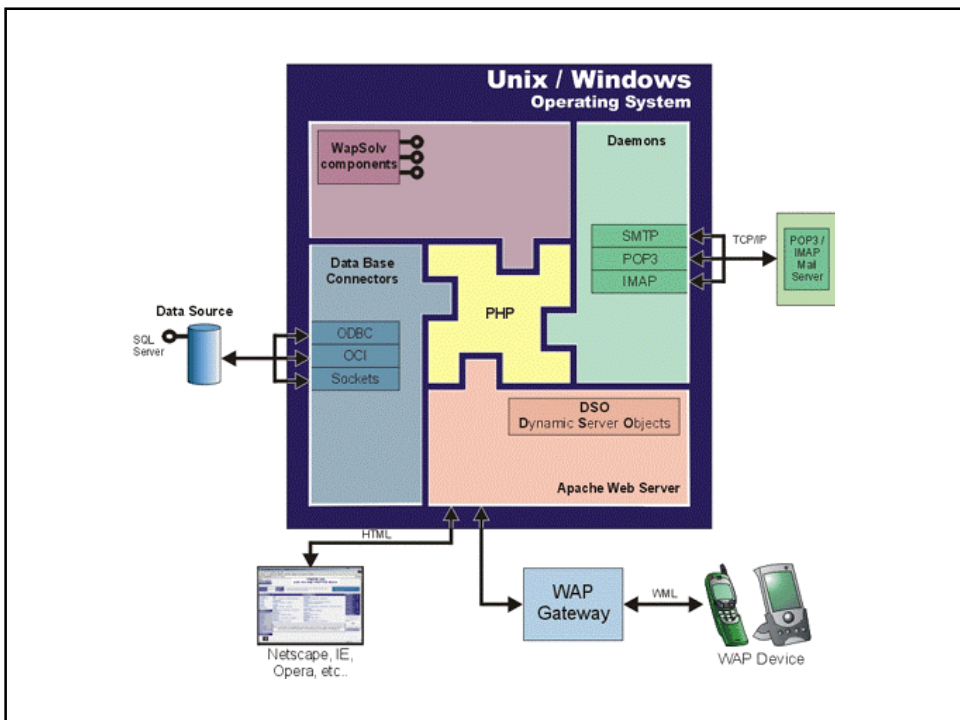 Unix / Windows
Operating System
WapSolv
components
Daemons
SMTP
POP3
IMAP
TCP/IP
POP3 /
IMAP
Mail
Server
Data Base
Connectors
PHP
Data Source
SQL
Server
ODBC
OCI
Sockets
DSO
Dynamic Server Objects
Apache Web Server
HTML
WAP
Gateway
WML
Netscape, IE,
Opera, etc..
WAP Device